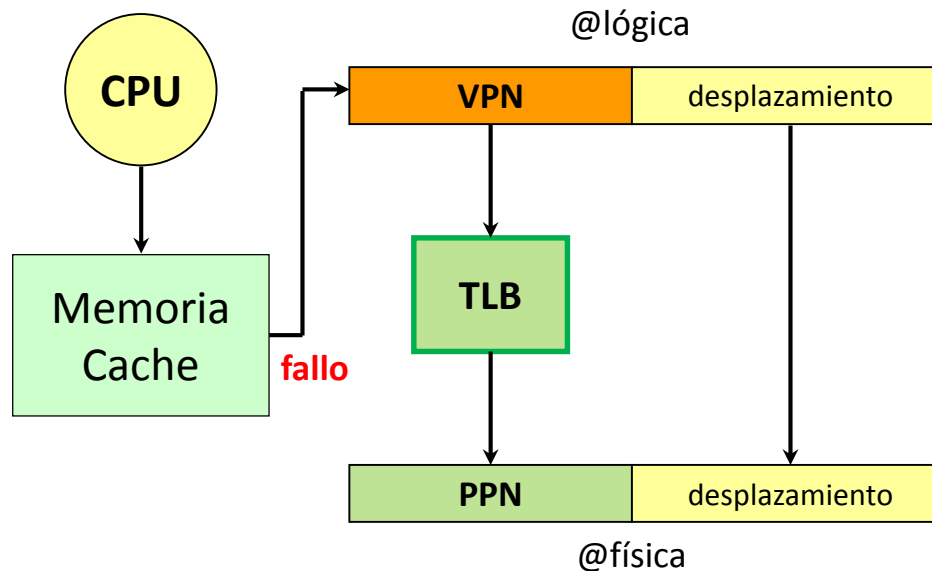 @lógica
CPU
VPN
desplazamiento
TLB
Memoria
Cache
fallo
PPN
desplazamiento
@física